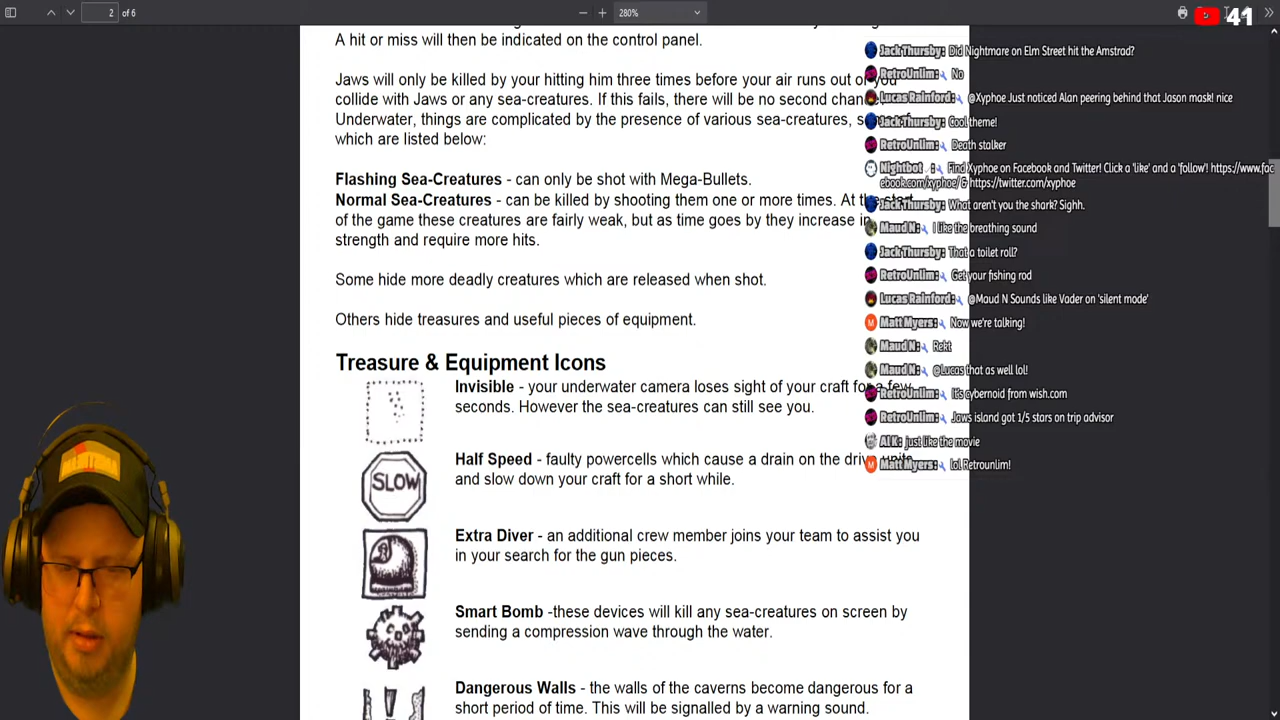 2
of 6
280%
41
A hit or miss will then be indicated on the control panel.
Jaws will only be killed by your hitting him three times before your air runs out or you
collide with Jaws or any sea-creatures. If this fails, there will be no second chan
Underwater, things are complicated by the presence of various sea-creatures, s
which are listed below:
Flashing Sea-Creatures - can only be shot with Mega-Bullets.
Normal Sea-Creatures - can be killed by shooting them one or more times. At the start
of the game these creatures are fairly weak, but as time goes by they increase in
strength and require more hits.
Some hide more deadly creatures which are released when shot.
Others hide treasures and useful pieces of equipment.
Treasure & Equipment Icons
Invisible - your underwater camera loses sight of your craft for a few
seconds. However the sea-creatures can still see you.
SLOW
Half Speed - faulty powercells which cause a drain on the drive units
and slow down your craft for a short while.
Extra Diver - an additional crew member joins your team to assist you
in your search for the gun pieces.
Smart Bomb -these devices will kill any sea-creatures on screen by
sending a compression wave through the water.
Dangerous Walls - the walls of the caverns become dangerous for a
short period of time. This will be signalled by a warning sound.
Jack Thursby: Did Nightmare on Elm Street hit the Amstrad?
RetroUnlim: No
Lucas Rainford: @Xyphoe Just noticed Alan peering behind that Jason mask! nice
Jack Thursby: Cool theme!
RetroUnlim: Death stalker
Nightbot: Find Xyphoe on Facebook and Twitter! Click a 'like' and a 'follow'! https://www.fac
ebook.com/xyphoe/ & https://twitter.com/xyphoe
Jack Thursby: What aren't you the shark? Sighh.
Maud N: I like the breathing sound
Jack Thursby: That a toilet roll?
RetroUnlim: Get your fishing rod
Lucas Rainford: @Maud N Sounds like Vader on 'silent mode'
M Matt Myers: Now we're talking!
Maud N: Rekt
Maud N: @Lucas that as well lol!
RetroUnlim: It's cybernoid from wish.com
RetroUnlim: Jaws island got 1/5 stars on trip advisor
Al K: just like the movie
M Matt Myers: lol Retrounlim!